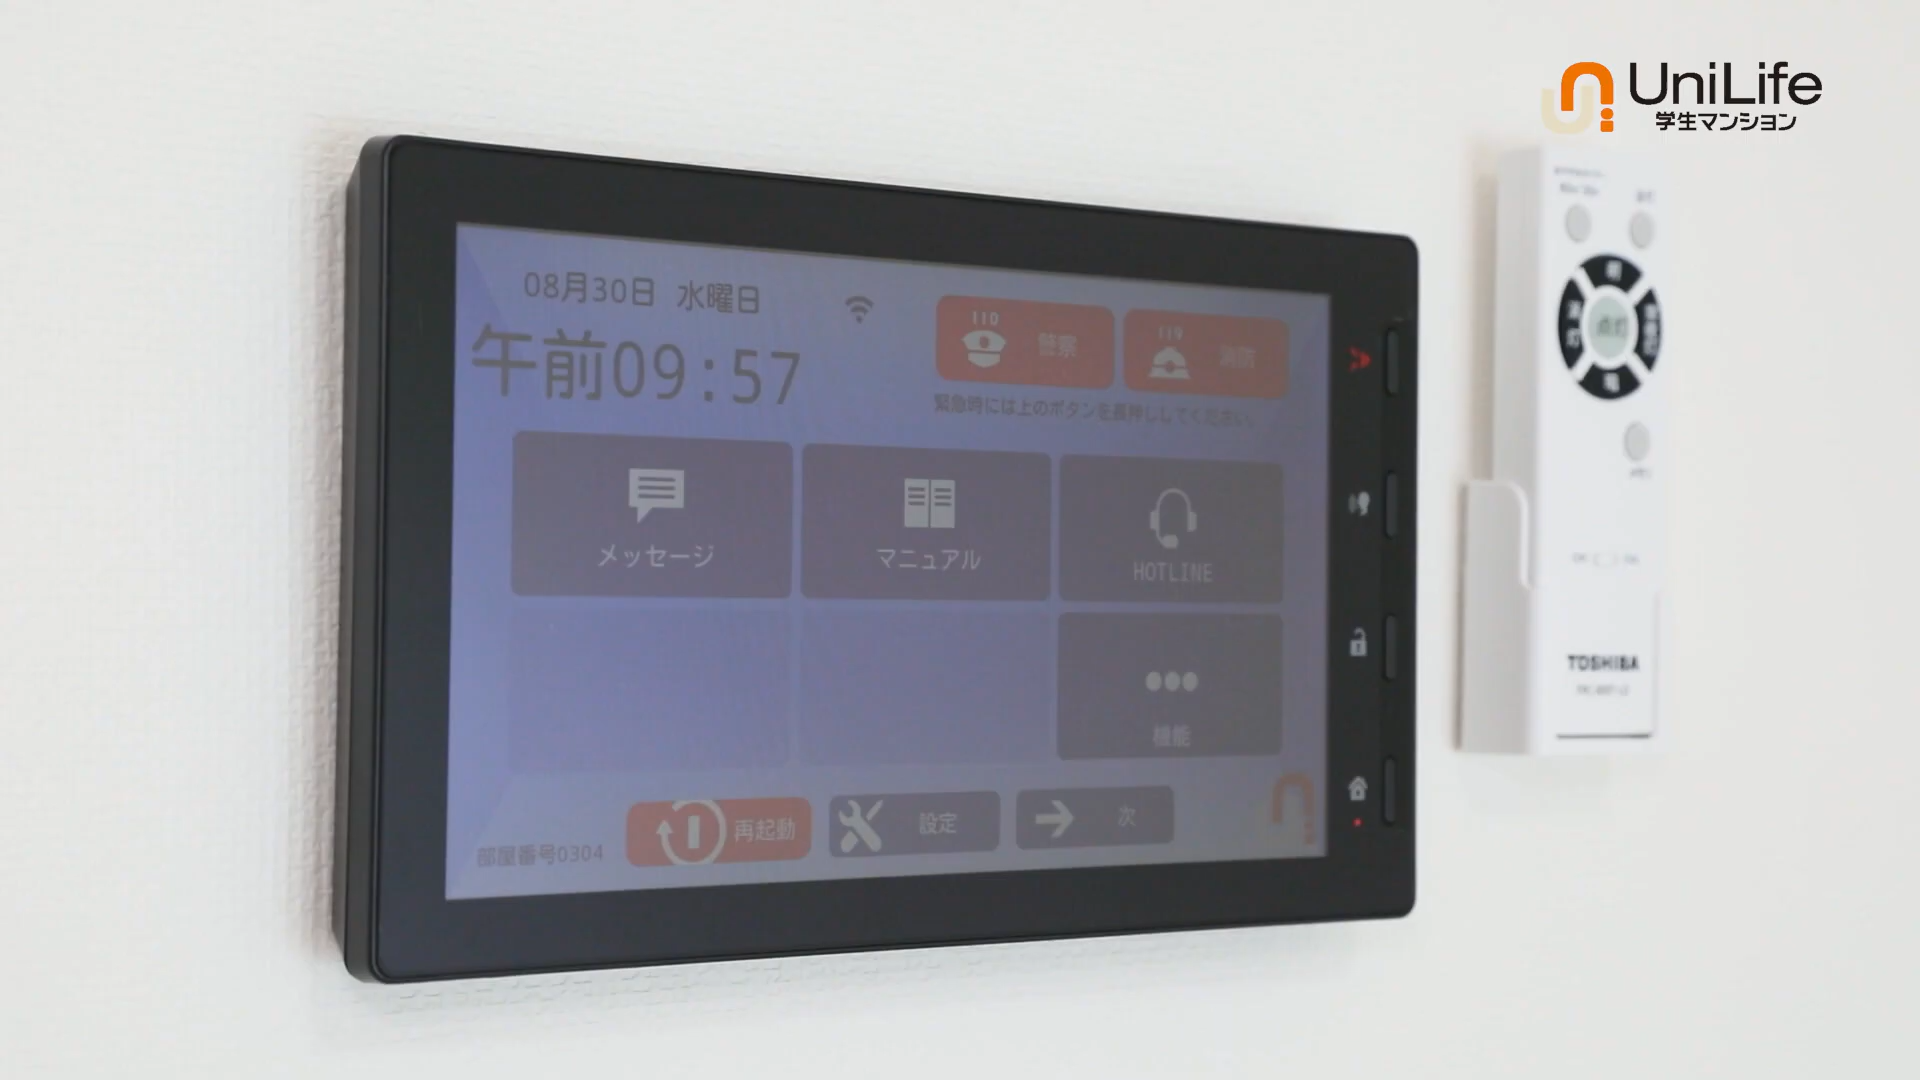 UniLife
学生マンション
08月30日 水曜日
午前09:57
110
警察
119
消防
緊急時には上のボタンを長押ししてください。
メッセージ
マニュアル
HOTLINE
機能
部屋番号0304
再起動
設定
次
点灯
消灯
TOSHIBA